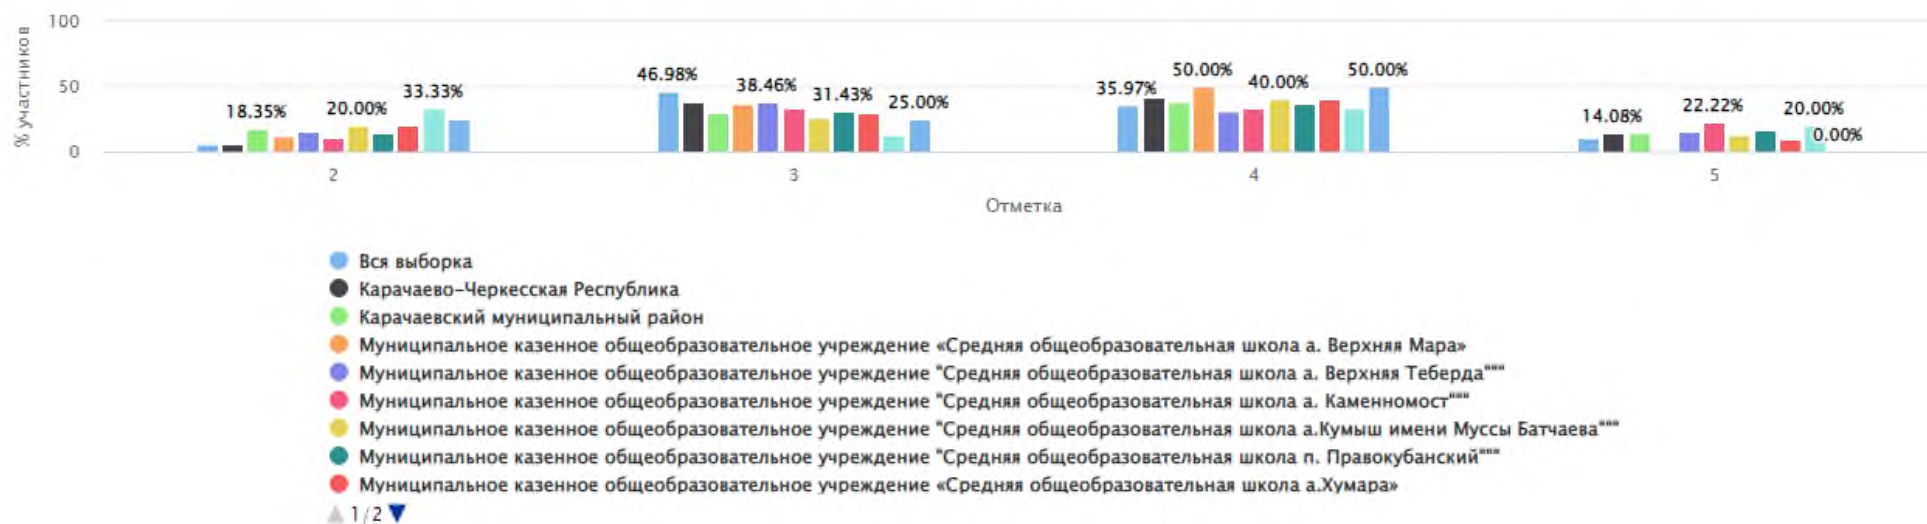 100
50
0
% участников
18.35% 20.00% 33.33%
46.98% 38.46% 31.43% 25.00%
35.97% 50.00% 40.00% 50.00%
14.08% 22.22% 20.00% 0.00%
2 3 4 5
Отметка
Вся выборка
Карачаево-Черкесская Республика
Карачаевский муниципальный район
Муниципальное казенное общеобразовательное учреждение «Средняя общеобразовательная школа а. Верхняя Мара»
Муниципальное казенное общеобразовательное учреждение "Средняя общеобразовательная школа а. Верхняя Теберда"""
Муниципальное казенное общеобразовательное учреждение "Средняя общеобразовательная школа а. Каменномост"""
Муниципальное казенное общеобразовательное учреждение "Средняя общеобразовательная школа а.Кумыш имени Муссы Батчаева"""
Муниципальное казенное общеобразовательное учреждение "Средняя общеобразовательная школа п. Правокубанский"""
Муниципальное казенное общеобразовательное учреждение «Средняя общеобразовательная школа а.Хумара»
1/2